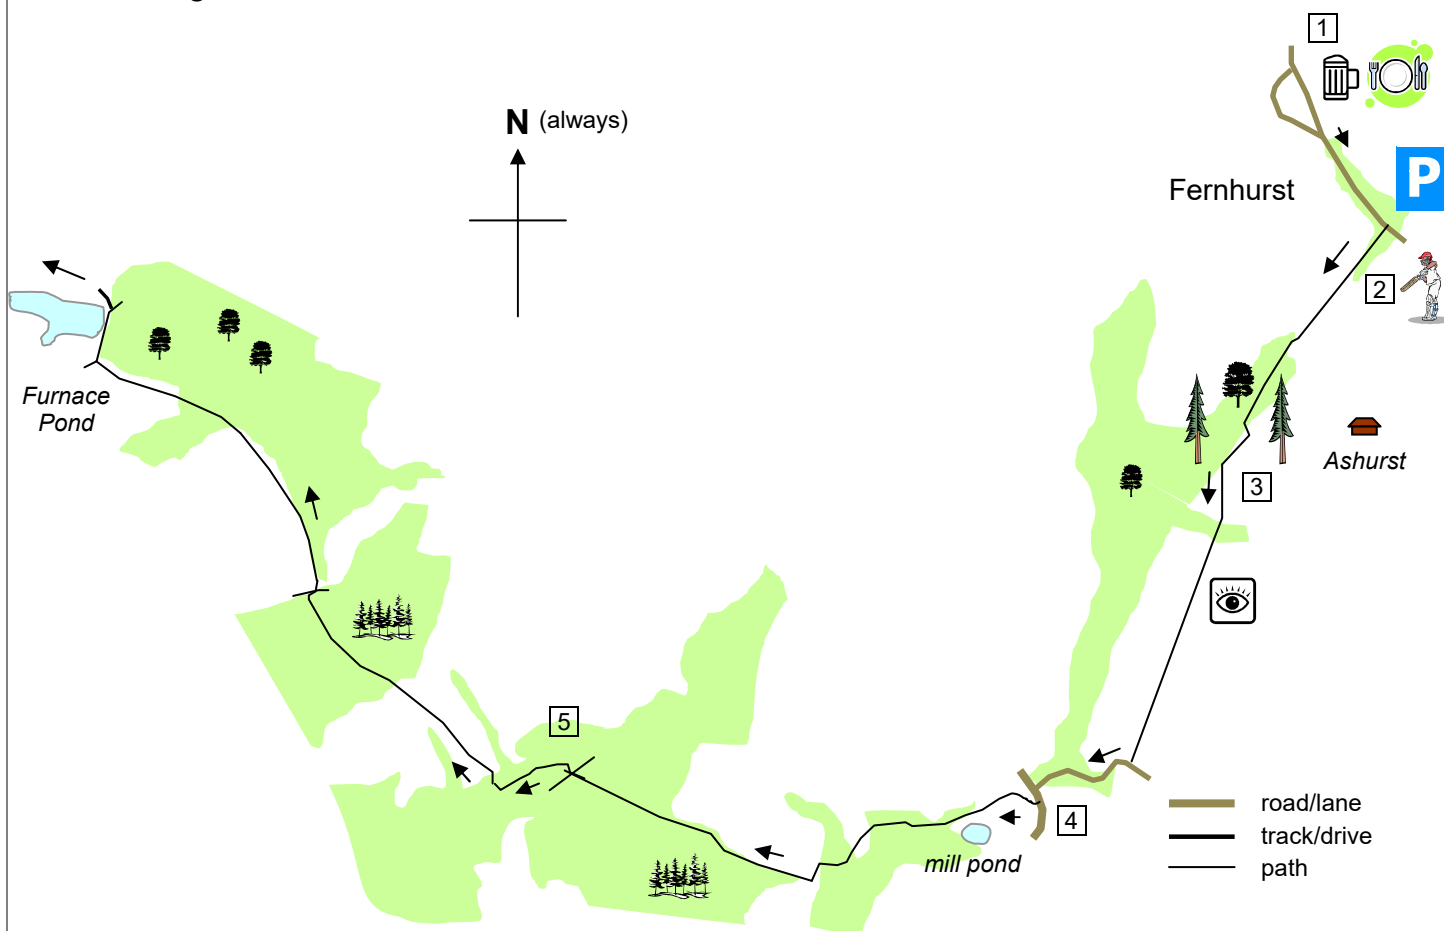 1
N (always)
P
Fernhurst
2
Furnace
Pond
Ashurst
3
5
road/lane
4
track/drive
mill pond
path